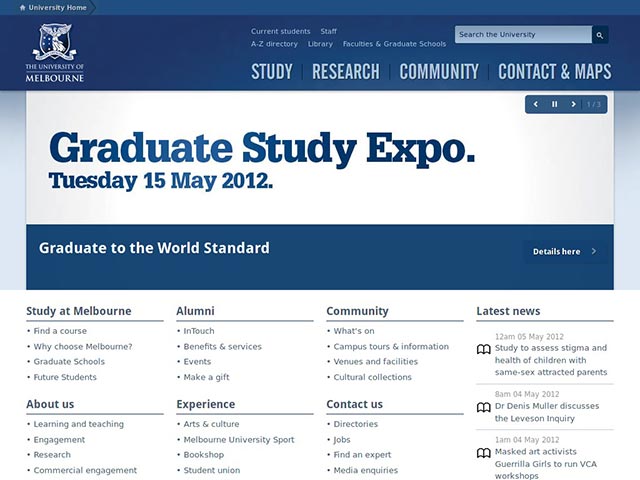 University Home
Current students Staff
A-Z directory Library Faculties & Graduate Schools
Search the University
THE UNIVERSITY OF
MELBOURNE
STUDY RESEARCH COMMUNITY CONTACT & MAPS
1 / 3
Graduate Study Expo.
Tuesday 15 May 2012.
Graduate to the World Standard
Details here
Study at Melbourne
• Find a course
• Why choose Melbourne?
• Graduate Schools
• Future Students
Alumni
• InTouch
• Benefits & services
• Events
• Make a gift
Community
• What's on
• Campus tours & information
• Venues and facilities
• Cultural collections
Latest news
12am 05 May 2012
Study to assess stigma and
health of children with
same-sex attracted parents
8am 04 May 2012
Dr Denis Muller discusses
the Leveson Inquiry
1am 04 May 2012
Masked art activists
Guerrilla Girls to run VCA
workshops
About us
• Learning and teaching
• Engagement
• Research
• Commercial engagement
Experience
• Arts & culture
• Melbourne University Sport
• Bookshop
• Student union
Contact us
• Directories
• Jobs
• Find an expert
• Media enquiries